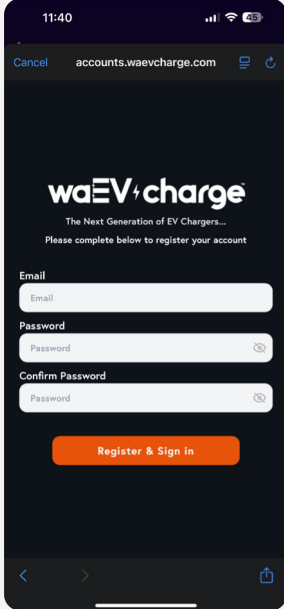 11:40
45
Cancel accounts.waevcharge.com
waEV charge
The Next Generation of EV Chargers...
Please complete below to register your account
Email
Email
Password
Password
Confirm Password
Password
Register & Sign in